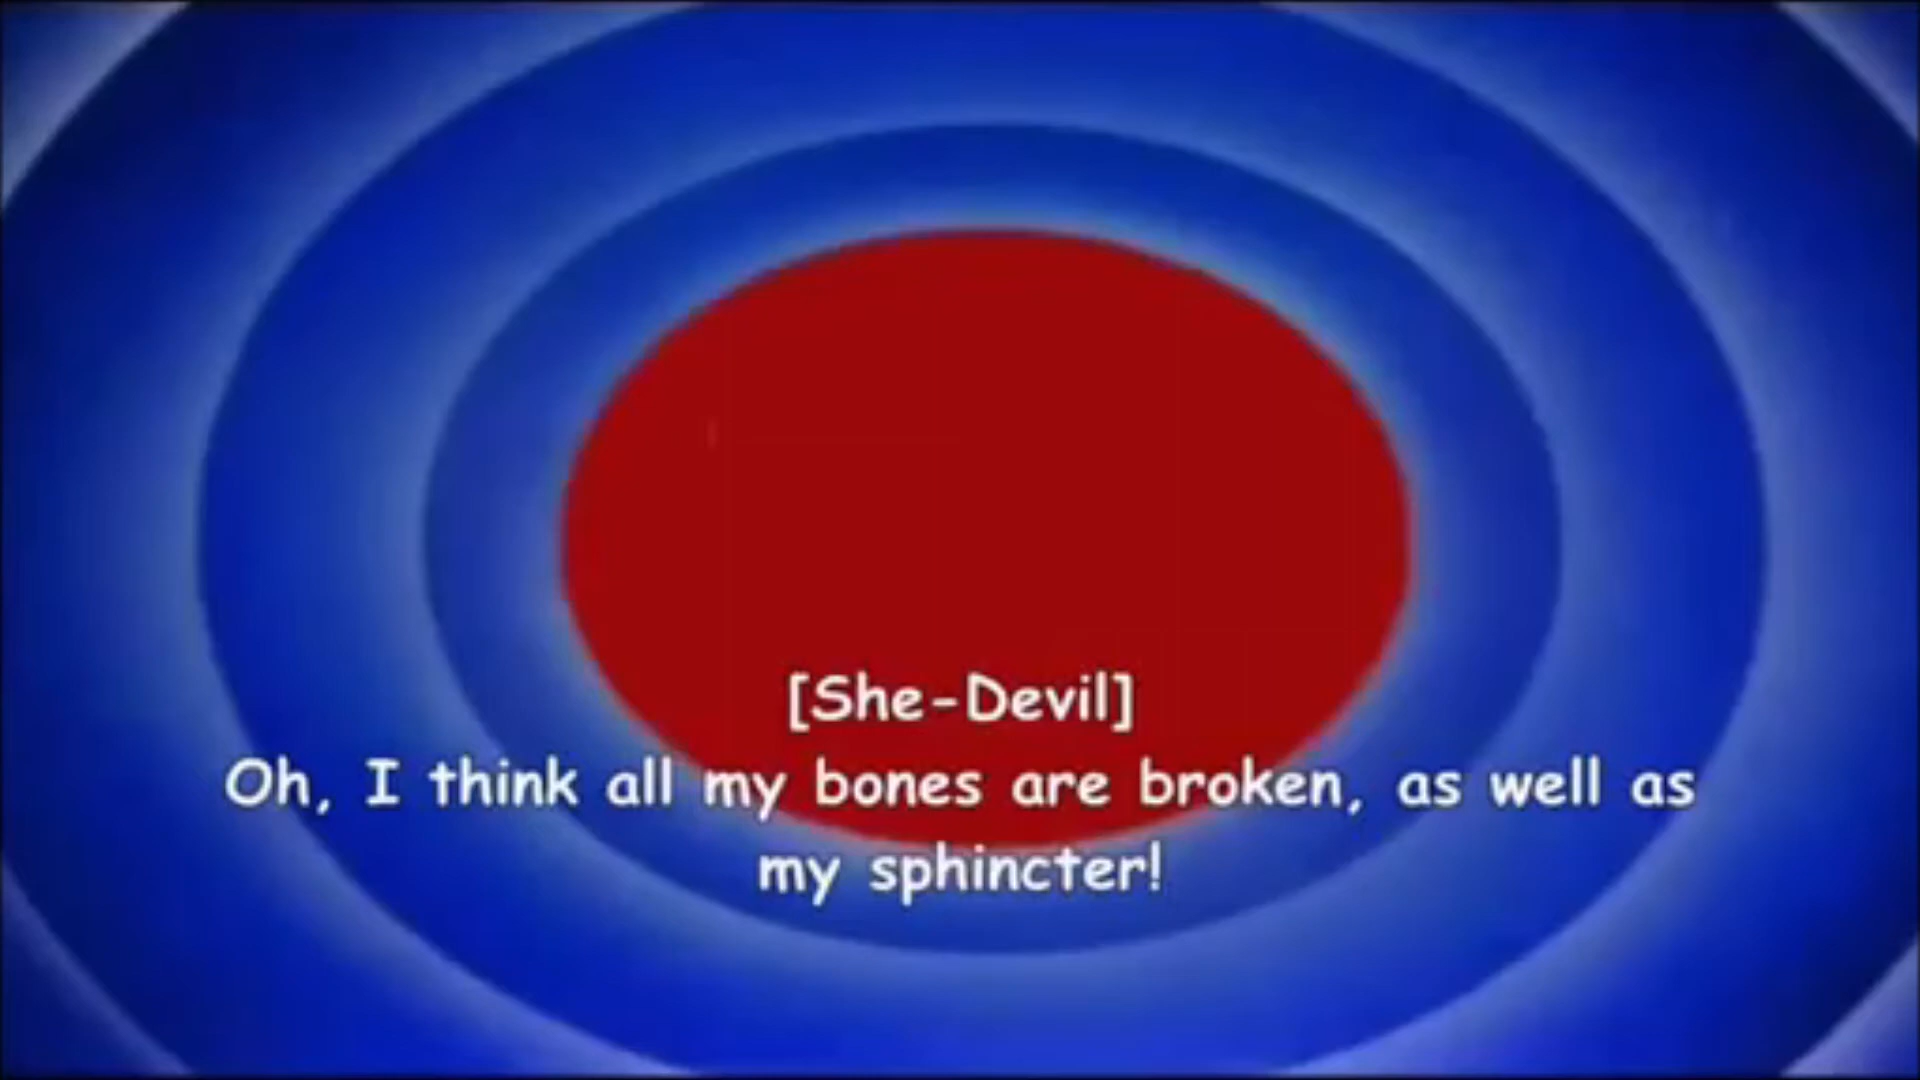 [She-Devil]
Oh, I think all my bones are broken, as well as
my sphincter!